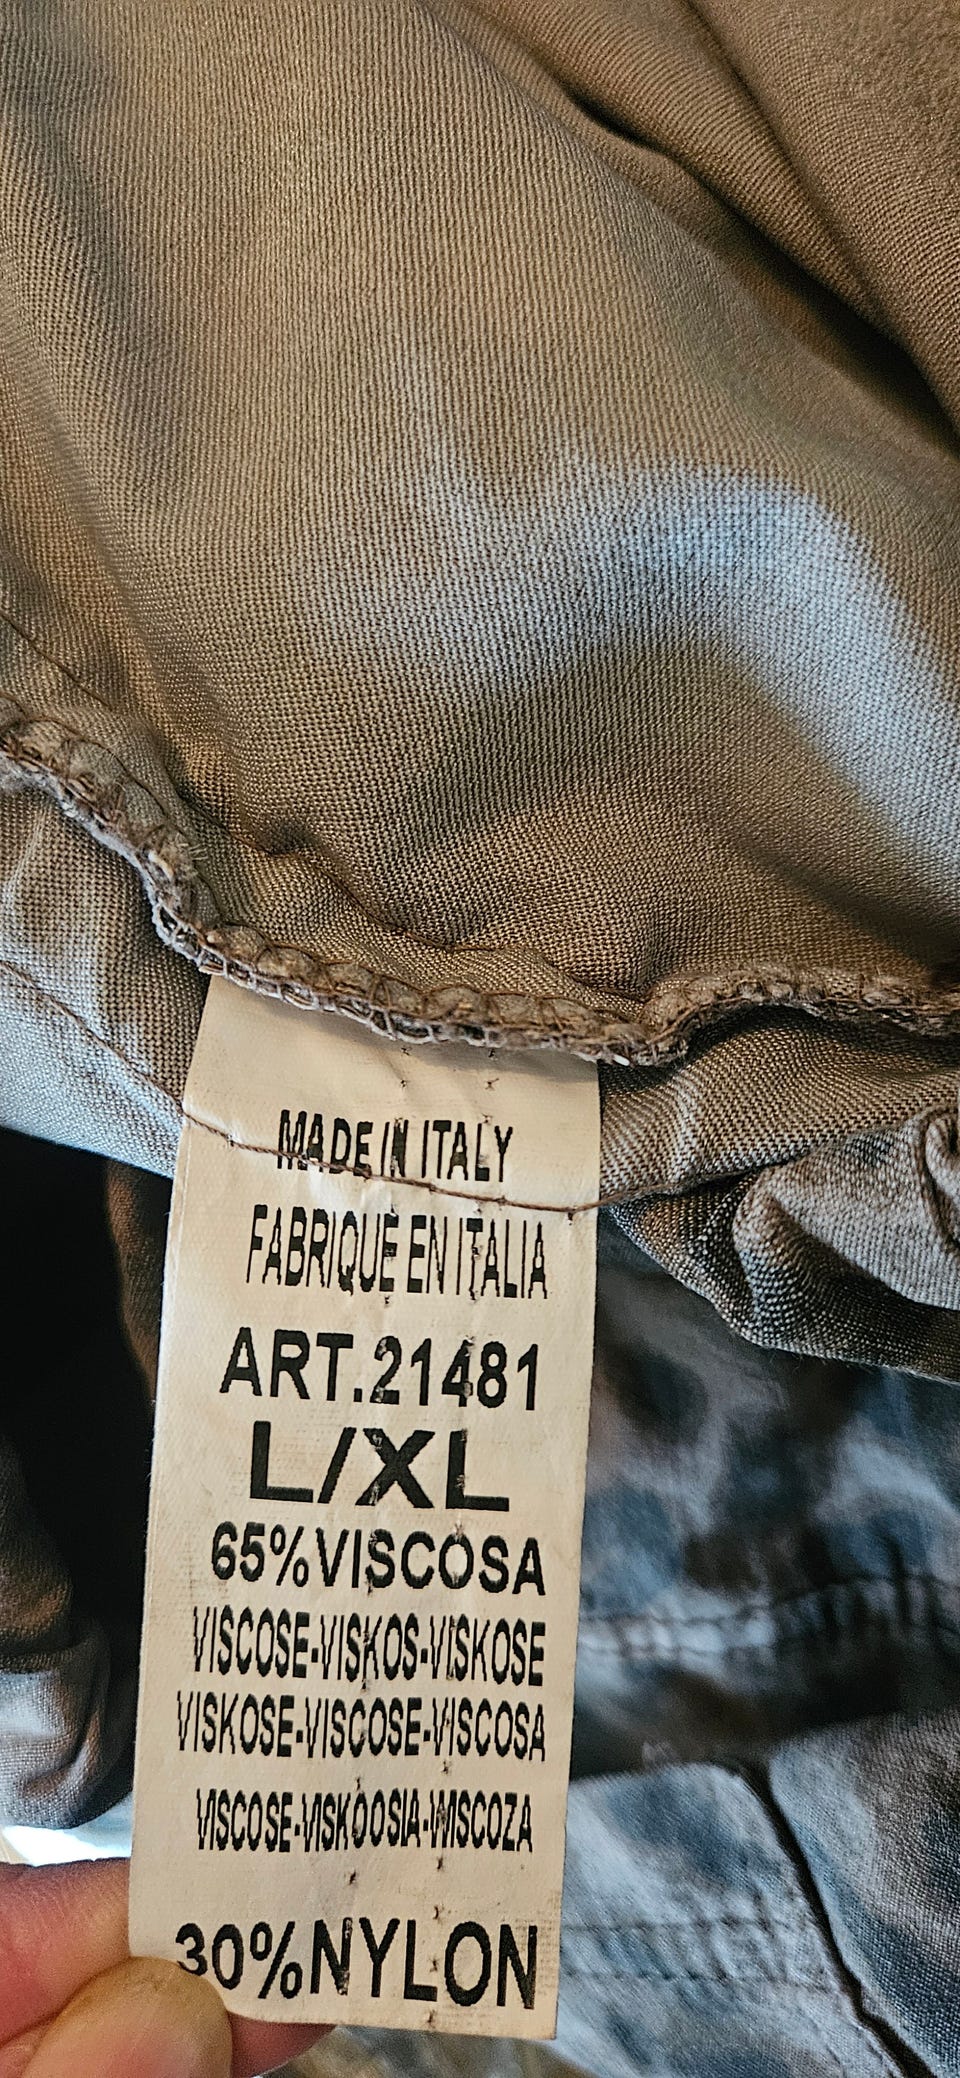 MADE IN ITALY
FABRIQUE EN ITALIA
ART.21481
L/XL
65%VISCOSA
VISCOSE-VISKOS-VISKOSE
VISKOSE-VISCOSE-VISCOSA
VISCOSE-VISKOOSIA-WISCOZA
30%NYLON